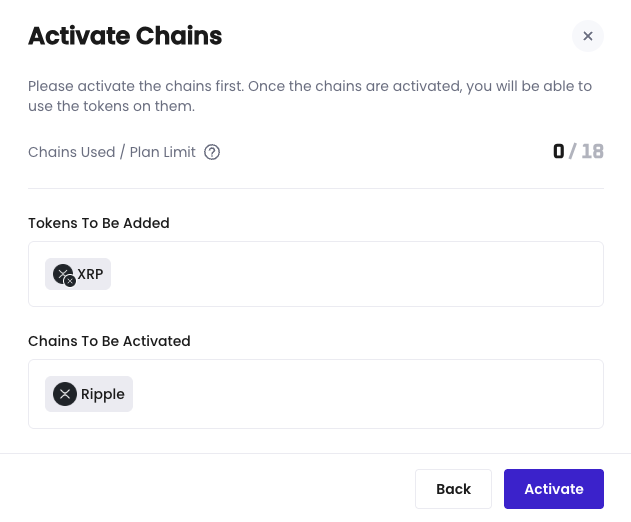 Activate Chains
Please activate the chains first. Once the chains are activated, you will be able to
use the tokens on them.
Chains Used / Plan Limit ?
0 / 18
Tokens To Be Added
XRP
Chains To Be Activated
Ripple
Back
Activate